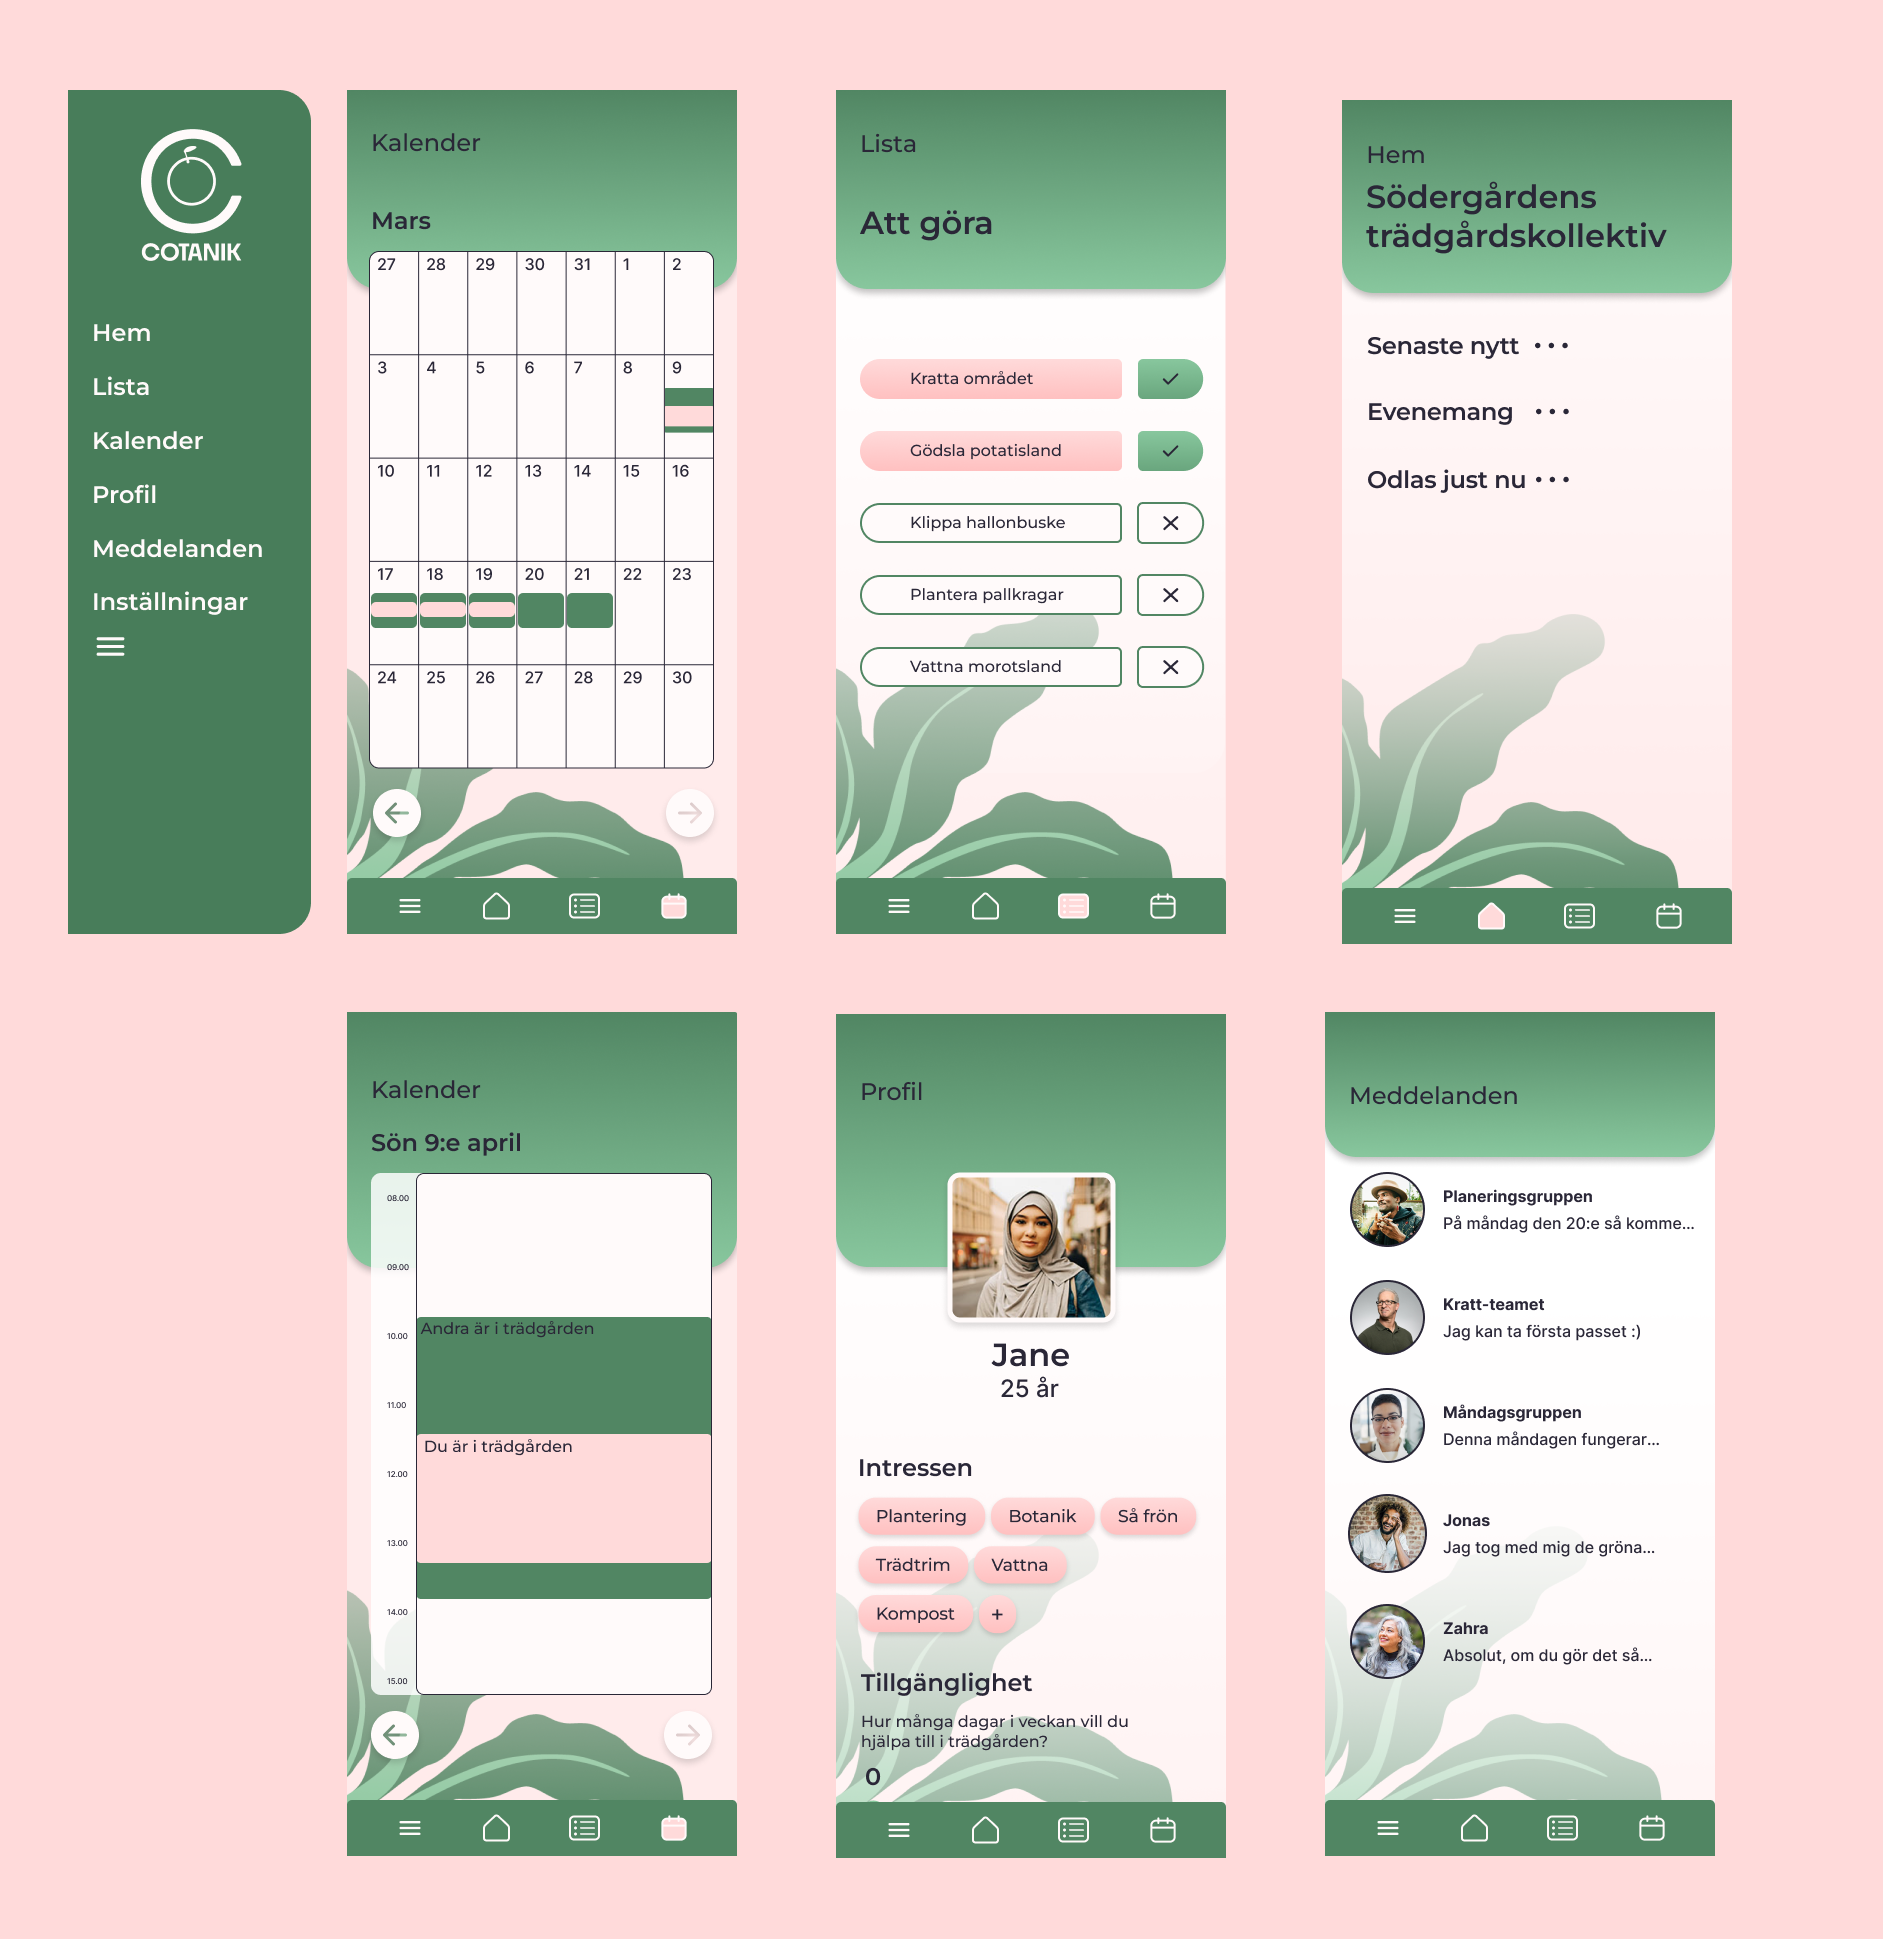 COTANIK
Hem
Lista
Kalender
Profil
Meddelanden
Inställningar
Kalender
Mars
27 28 29 30 31 1 2
3 4 5 6 7 8 9
10 11 12 13 14 15 16
17 18 19 20 21 22 23
24 25 26 27 28 29 30
Lista
Att göra
Kratta området
Gödsla potatisland
Klippa hallonbuske
Plantera pallkragar
Vattna morotsland
Hem
Södergårdens
trädgårdskollektiv
Senaste nytt •••
Evenemang •••
Odlas just nu •••
Kalender
Sön 9:e april
08.00
09.00
10.00
Andra är i trädgården
11.00
Du är i trädgården
12.00
13.00
14.00
15.00
Profil
Jane
25 år
Intressen
Plantering Botanik Så frön
Trädtrim Vattna
Kompost +
Tillgänglighet
Hur många dagar i veckan vill du
hjälpa till i trädgården?
0
Meddelanden
Planeringsgruppen
På måndag den 20:e så komme...
Kratt-teamet
Jag kan ta första passet :)
Måndagsgruppen
Denna måndagen fungerar...
Jonas
Jag tog med mig de gröna...
Zahra
Absolut, om du gör det så...